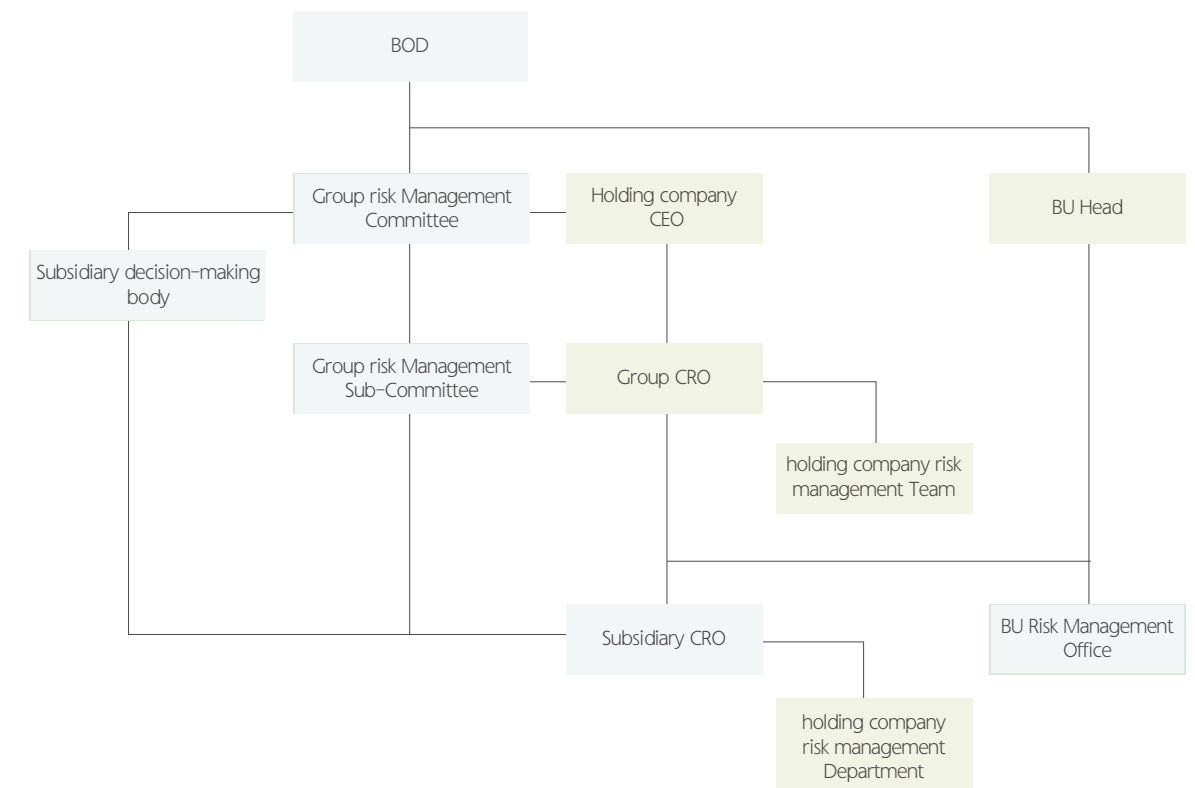 BOD
Group risk Management
Committee
Holding company
CEO
BU Head
Subsidiary decision-making
body
Group risk Management
Sub-Committee
Group CRO
holding company risk
management Team
Subsidiary CRO
BU Risk Management
Office
holding company
risk management
Department